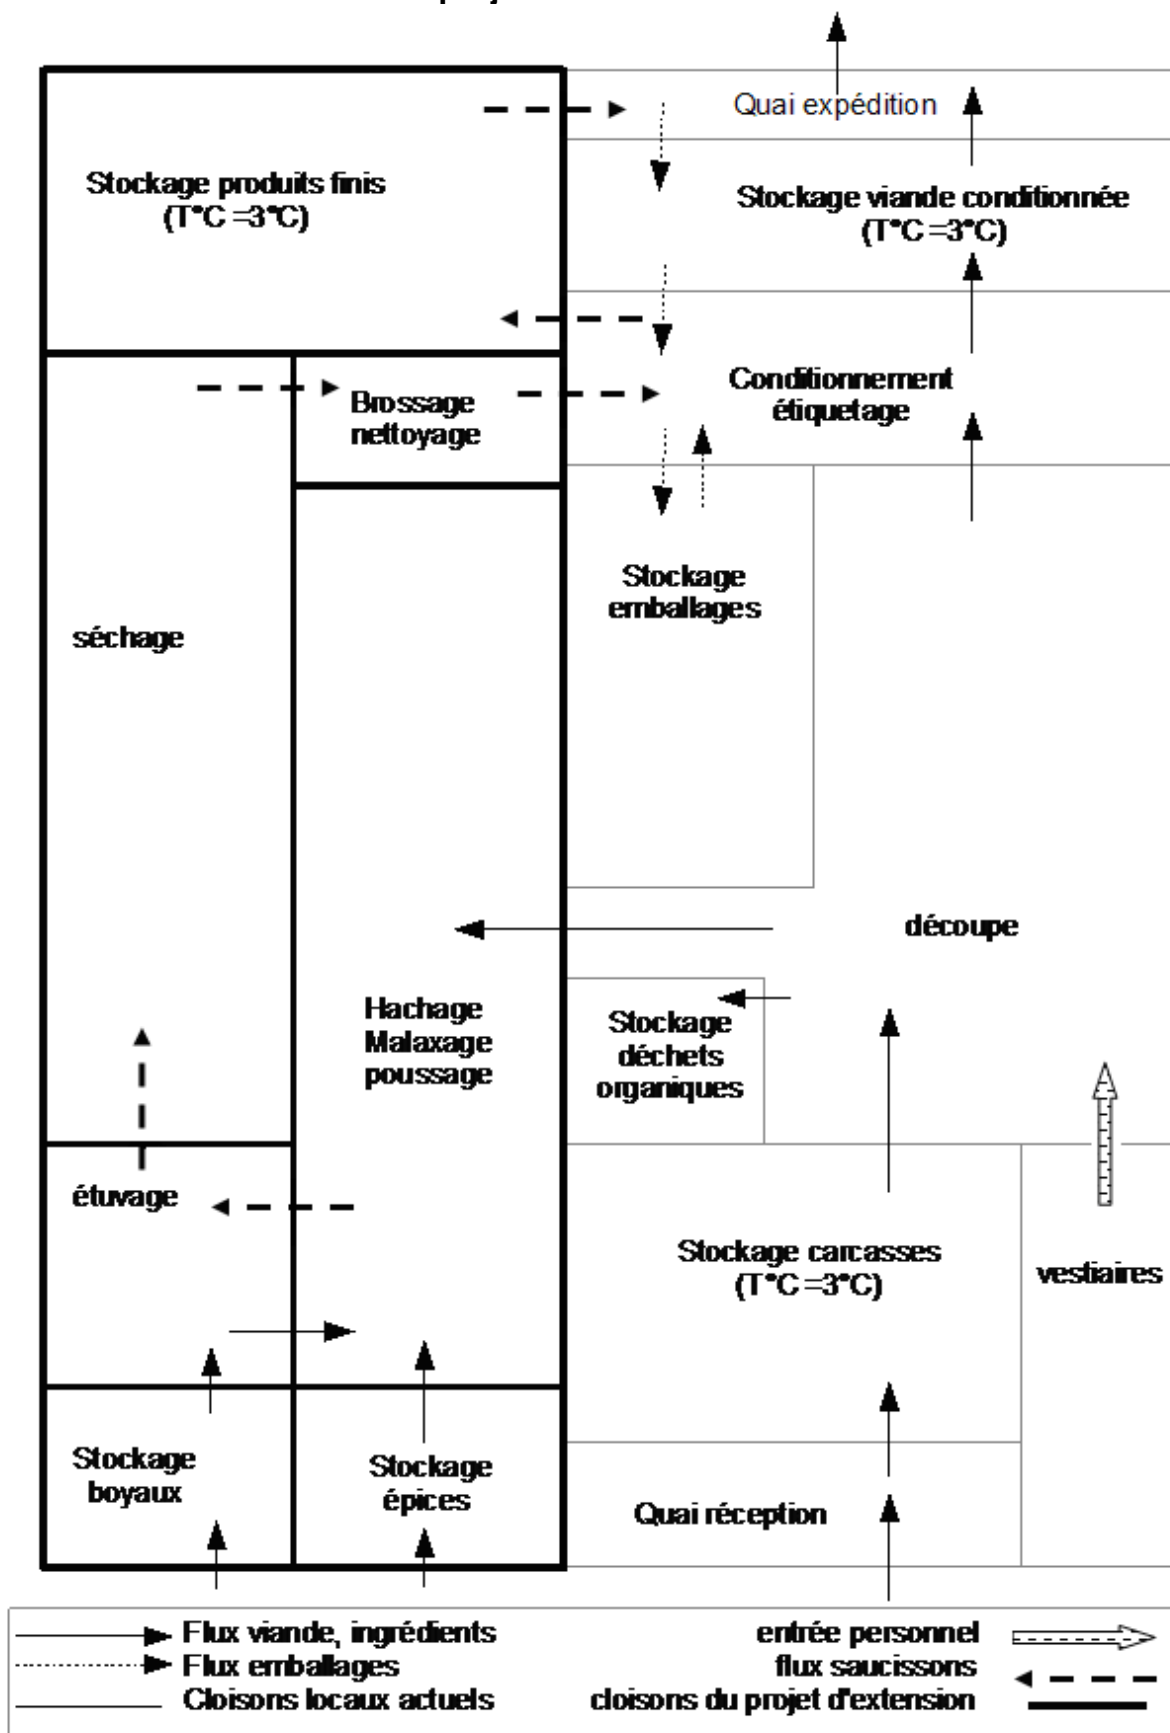 Quai expédition
Stockage produits finis
(T°C =3°C)
Stockage viande conditionnée
(T°C =3°C)
Conditionnement
étiquetage
Brossage
nettoyage
Stockage
emballages
séchage
découpe
Hachage
Malaxage
poussage
Stockage
déchets
organiques
étuvage
Stockage carcasses
(T°C =3°C)
vestiaires
Stockage
boyaux
Stockage
épices
Quai réception
Flux viande, ingrédients
Flux emballages
Cloisons locaux actuels
entrée personnel
flux saucissons
cloisons du projet d'extension